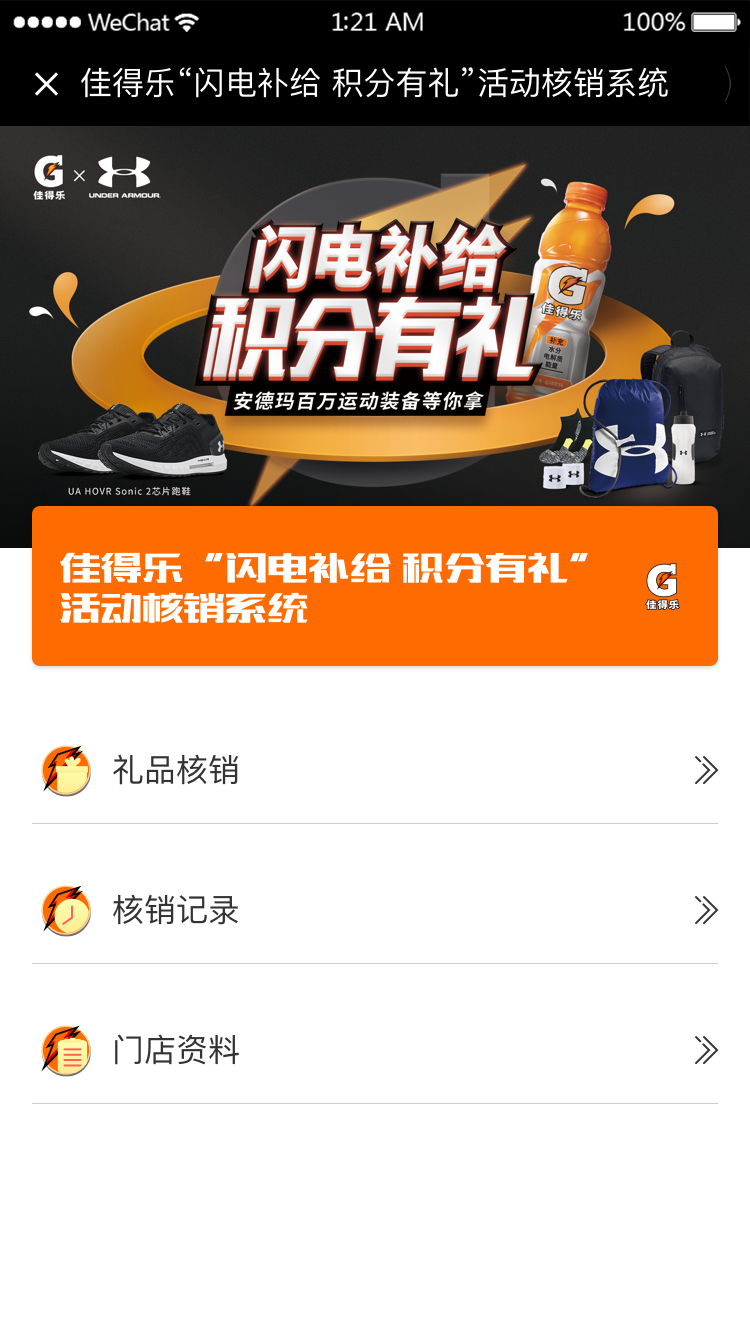 WeChat 1:21 AM 100%
佳得乐“闪电补给 积分有礼”活动核销系统
G × UNDER ARMOUR
佳得乐
闪电补给
积分有礼
安德玛百万运动装备等你拿
G
佳得乐
补充
水分
电解质
能量
UA HOVR Sonic 2芯片跑鞋
佳得乐“闪电补给 积分有礼”
活动核销系统
G
佳得乐
礼品核销
核销记录
门店资料